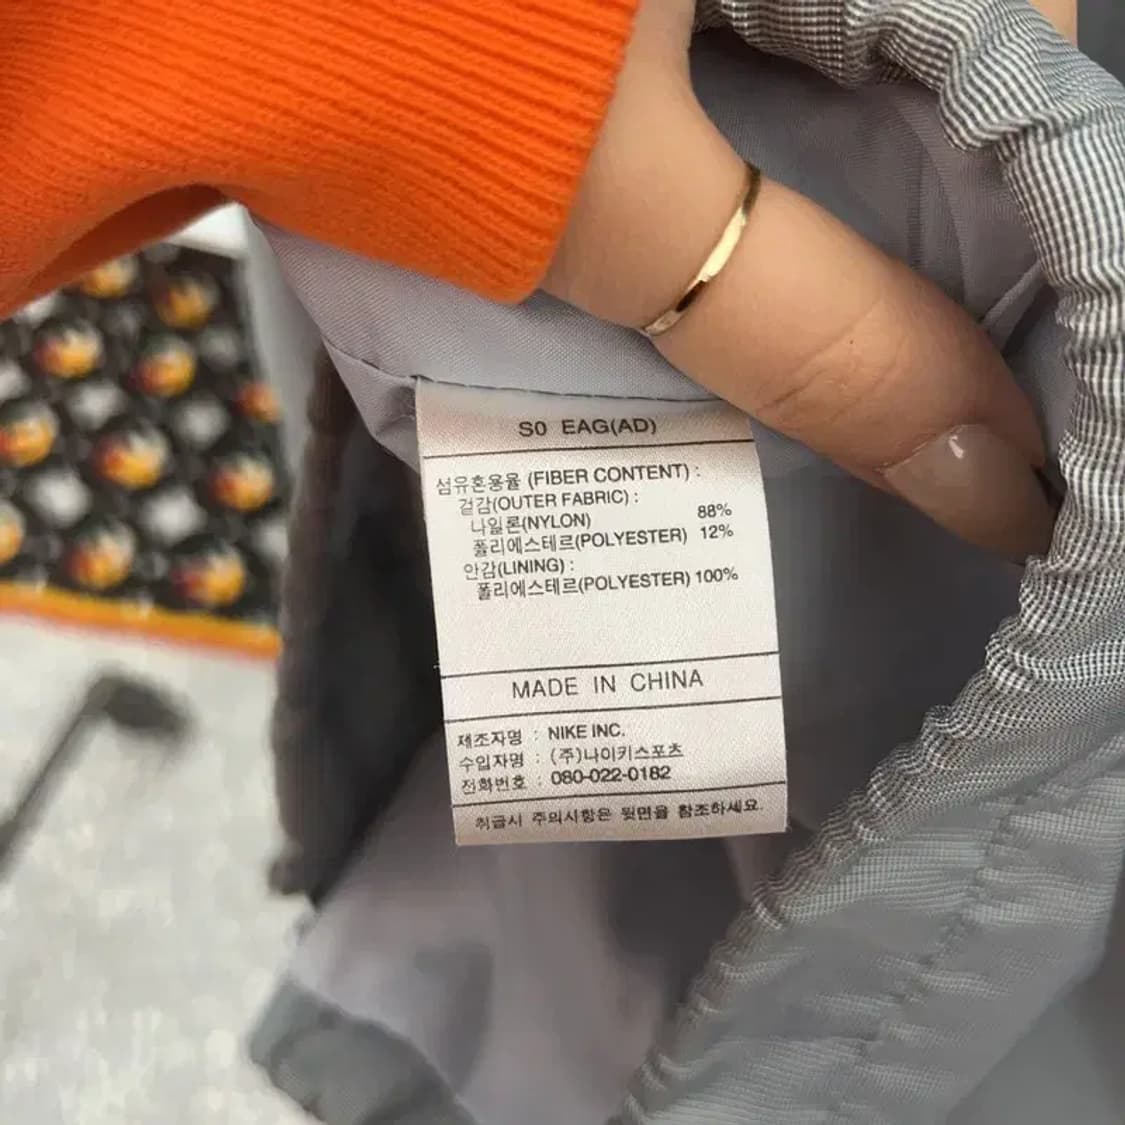 S0 EAG(AD)
섬유혼용율 (FIBER CONTENT) :
겉감(OUTER FABRIC) :
나일론(NYLON) 88%
폴리에스테르(POLYESTER) 12%
안감(LINING) :
폴리에스테르(POLYESTER) 100%
MADE IN CHINA
제조자명 : NIKE INC.
수입자명 : (주)나이키스포츠
전화번호 : 080-022-0182
취급시 주의사항은 뒷면을 참조하세요.